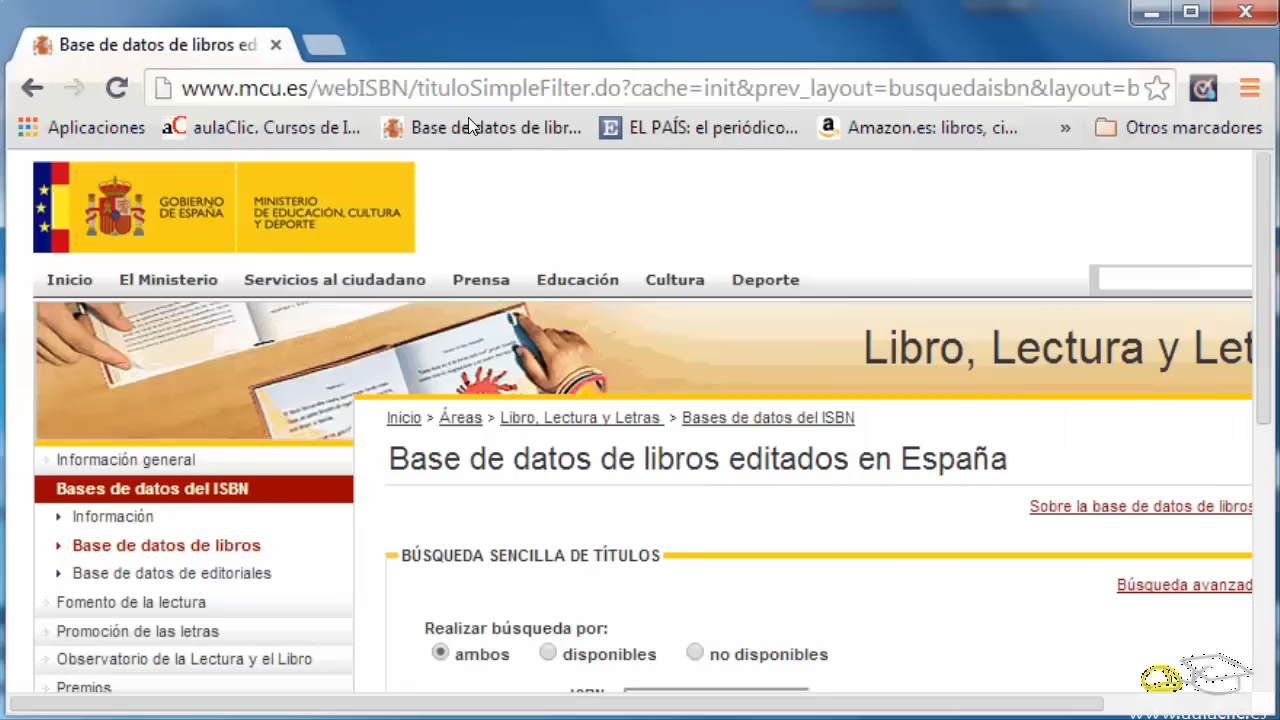 Base de datos de libros ed
www.mcu.es/webISBN/tituloSimpleFilter.do?cache=init&prev_layout=busquedaisbn&layout=b
Aplicaciones
aC aulaClic. Cursos de I...
Base de datos de libr...
E EL PAÍS: el periódico...
a Amazon.es: libros, ci...
»
Otros marcadores
GOBIERNO
DE ESPAÑA
MINISTERIO
DE EDUCACIÓN, CULTURA
Y DEPORTE
Inicio El Ministerio Servicios al ciudadano Prensa Educación Cultura Deporte
Libro, Lectura y Let
Inicio > Áreas > Libro, Lectura y Letras > Bases de datos del ISBN
Base de datos de libros editados en España
Información general
Bases de datos del ISBN
Información
Base de datos de libros
Base de datos de editoriales
Fomento de la lectura
Promoción de las letras
Observatorio de la Lectura y el Libro
Premios
Sobre la base de datos de libros
BÚSQUEDA SENCILLA DE TÍTULOS
Búsqueda avanzad
Realizar búsqueda por:
ambos disponibles no disponibles
ISBN
www.aulaclic.es